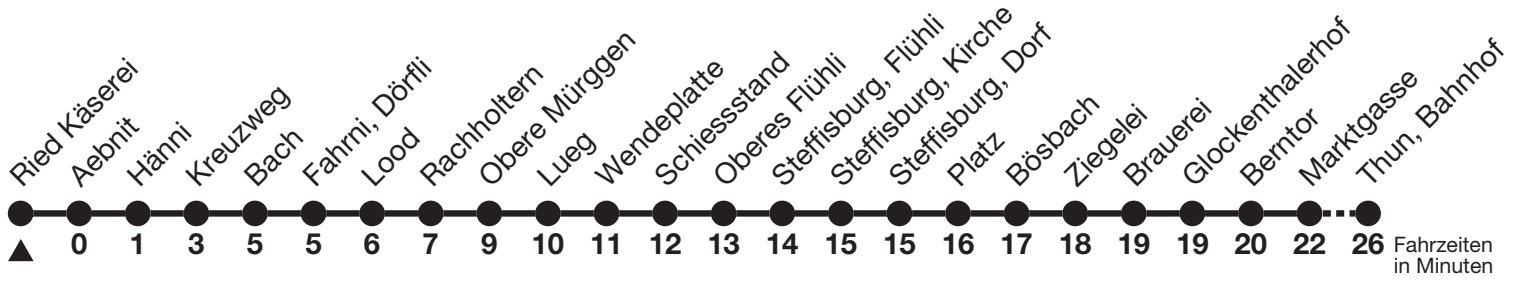 Ried Käserei
Aebnit
Hänni
Kreuzweg
Bach
Fahrni, Dörfli
Lood
Rachholtern
Obere Mürggen
Lueg
Wendeplatte
Schiessstand
Oberes Flühli
Steffisburg, Flühli
Steffisburg, Kirche
Steffisburg, Dorf
Platz
Bösbach
Ziegelei
Brauerei
Glockenthalerhof
Berntor
Marktgasse
Thun, Bahnhof
0 1 3 5 5 6 7 9 10 11 12 13 14 15 15 16 17 18 19 19 20 22 26 Fahrzeiten
in Minuten